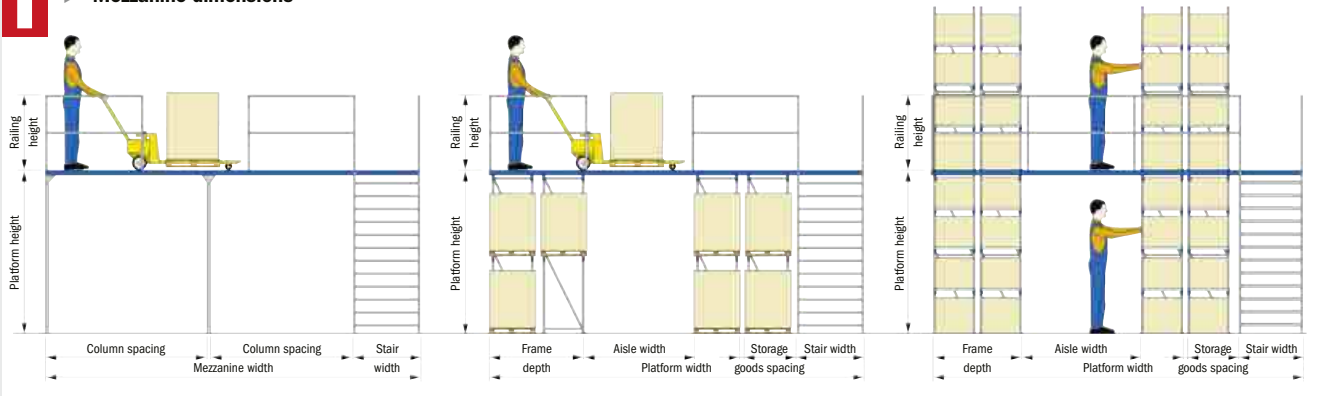 Mezzanine dimensions
Railing
height
Platform height
Column spacing
Column spacing
Stair
width
Mezzanine width
Railing
height
Platform height
Frame
depth
Aisle width
Storage
goods spacing
Stair width
Platform width
Railing
height
Platform height
Frame
depth
Aisle width
Storage
goods spacing
Stair width
Platform width